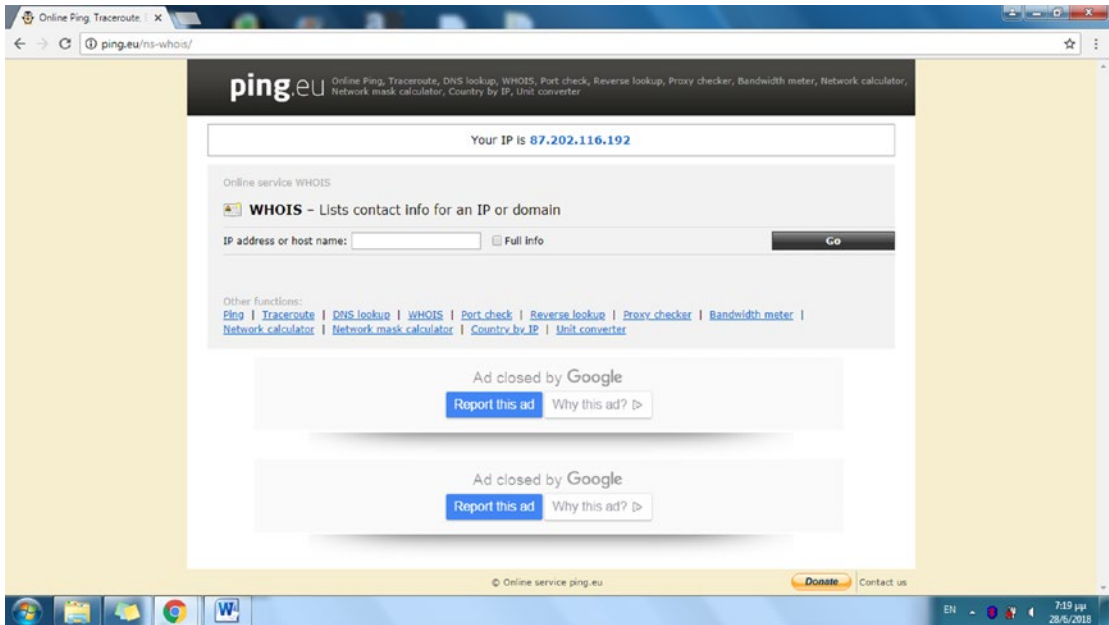 Online Ping, Traceroute,
ping.eu/ns-whois/
ping.eu
Online Ping, Traceroute, DNS lookup, WHOIS, Port check, Reverse lookup, Proxy checker, Bandwidth meter, Network calculator,
Network mask calculator, Country by IP, Unit converter
Your IP is 87.202.116.192
Online service WHOIS
WHOIS – Lists contact info for an IP or domain
IP address or host name: Full info Go
Other functions:
Ping | Traceroute | DNS lookup | WHOIS | Port check | Reverse lookup | Proxy checker | Bandwidth meter |
Network calculator | Network mask calculator | Country by IP | Unit converter
Ad closed by Google
Report this ad Why this ad?
Ad closed by Google
Report this ad Why this ad?
© Online service ping.eu Donate Contact us
EN 7:19 μμ
28/6/2018